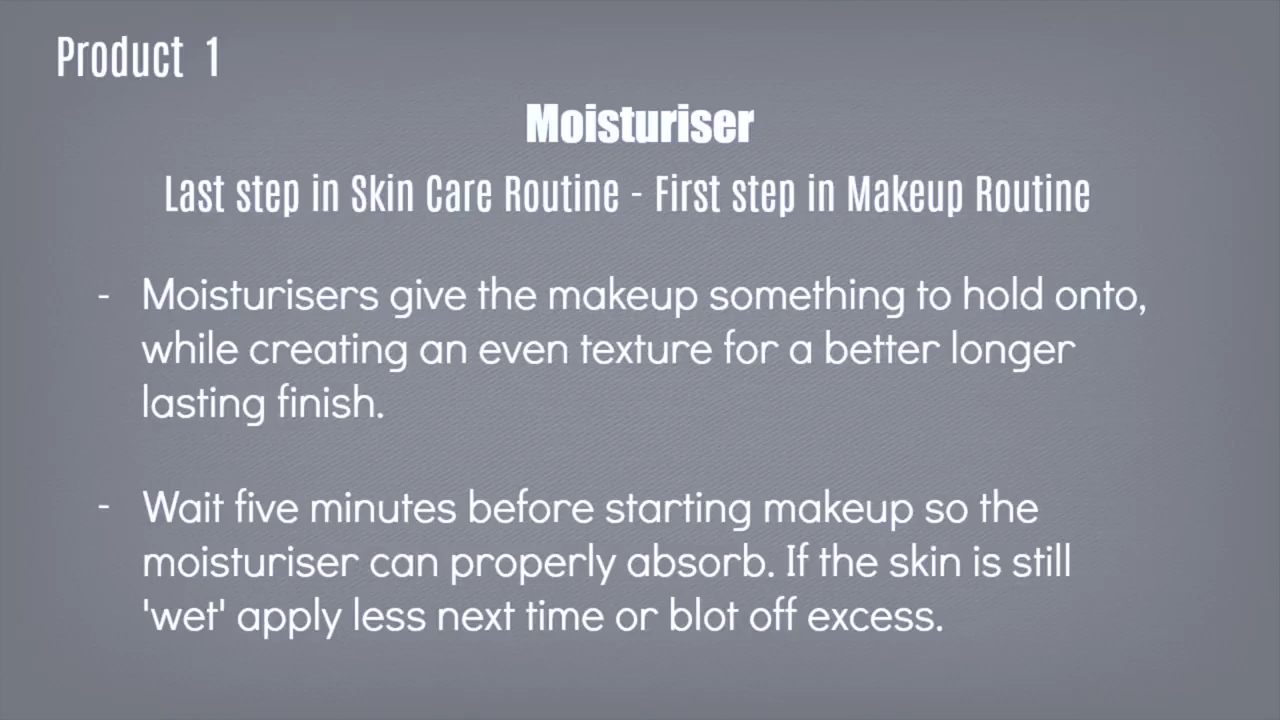 Product 1
Moisturiser
Last step in Skin Care Routine - First step in Makeup Routine
- Moisturisers give the makeup something to hold onto,
while creating an even texture for a better longer
lasting finish.
- Wait five minutes before starting makeup so the
moisturiser can properly absorb. If the skin is still
'wet' apply less next time or blot off excess.